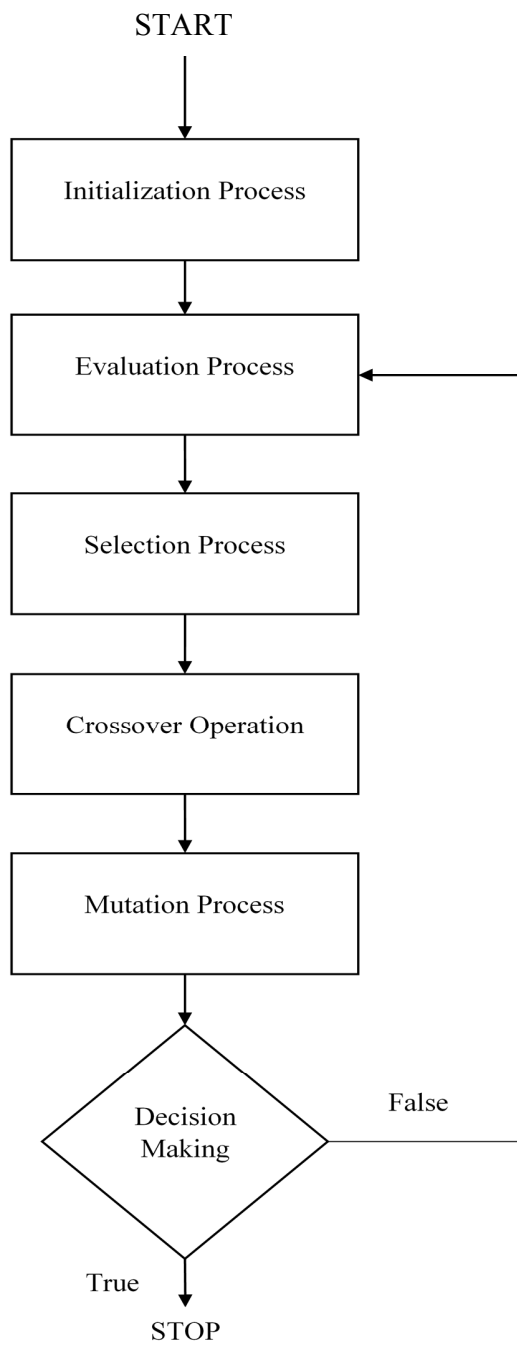 START
Initialization Process
Evaluation Process
Selection Process
Crossover Operation
Mutation Process
Decision
Making
False
True
STOP